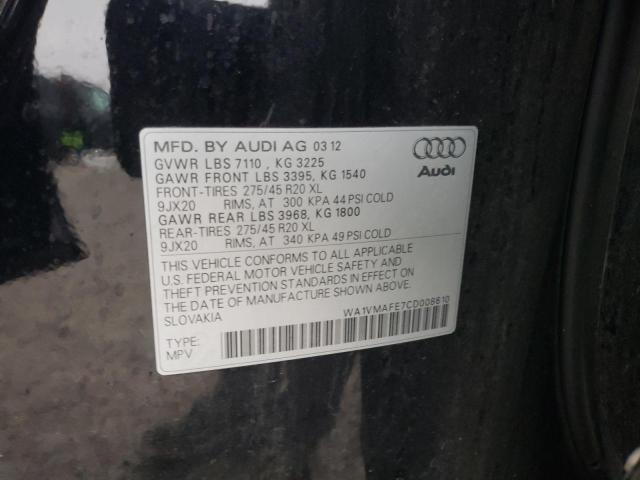 MFD. BY AUDI AG 03 12
GVWR LBS 7110 , KG 3225
GAWR FRONT LBS 3395, KG 1540
FRONT-TIRES 275/45 R20 XL
9JX20 RIMS, AT 300 KPA 44 PSI COLD
GAWR REAR LBS 3968, KG 1800
REAR-TIRES 275/45 R20 XL
9JX20 RIMS, AT 340 KPA 49 PSI COLD
Audi
THIS VEHICLE CONFORMS TO ALL APPLICABLE
U.S. FEDERAL MOTOR VEHICLE SAFETY AND
THEFT PREVENTION STANDARDS IN EFFECT ON
THE DATE OF MANUFACTURE SHOWN ABOVE.
SLOVAKIA
WA1VMAFE7CD008610
TYPE:
MPV